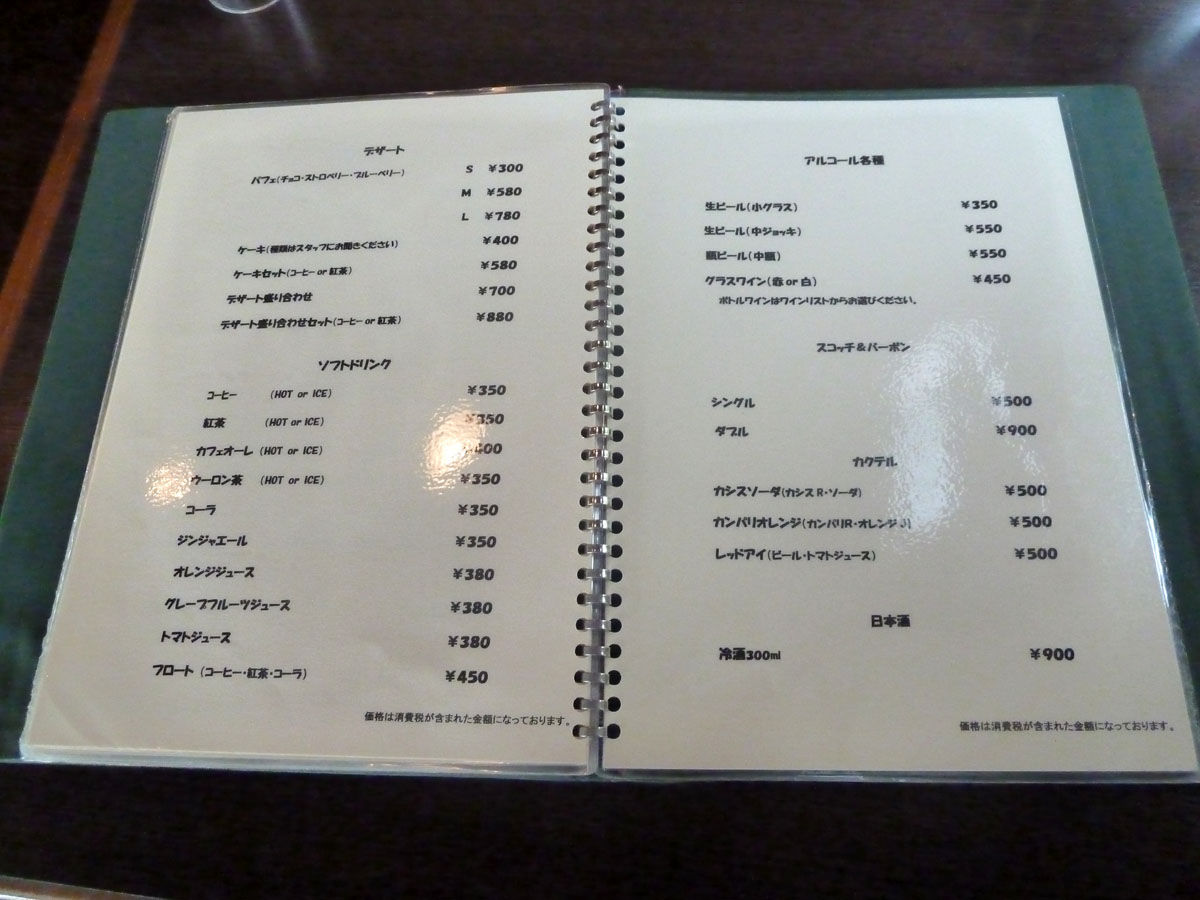 デザート
パフェ(チョコ・ストロベリー・ブルーベリー) S ¥300
M ¥580
L ¥780
ケーキ(種類はスタッフにお聞きください) ¥400
ケーキセット(コーヒー or 紅茶) ¥580
デザート盛り合わせ ¥700
デザート盛り合わせセット(コーヒー or 紅茶) ¥880
ソフトドリンク
コーヒー (HOT or ICE) ¥350
紅茶 (HOT or ICE) ¥350
カフェオーレ (HOT or ICE) ¥400
ウーロン茶 (HOT or ICE) ¥350
コーラ ¥350
ジンジャエール ¥350
オレンジジュース ¥380
グレープフルーツジュース ¥380
トマトジュース ¥380
フロート (コーヒー・紅茶・コーラ) ¥450
価格は消費税が含まれた金額になっております。
アルコール各種
生ビール(小グラス) ¥350
生ビール(中ジョッキ) ¥550
瓶ビール(中瓶) ¥550
グラスワイン(赤 or 白) ¥450
ボトルワインはワインリストからお選びください。
スコッチ&バーボン
シングル ¥500
ダブル ¥900
カクテル
カシスソーダ(カシスR・ソーダ) ¥500
カンパリオレンジ(カンパリR・オレンジJ) ¥500
レッドアイ(ビール・トマトジュース) ¥500
日本酒
冷酒300ml ¥900
価格は消費税が含まれた金額になっております。